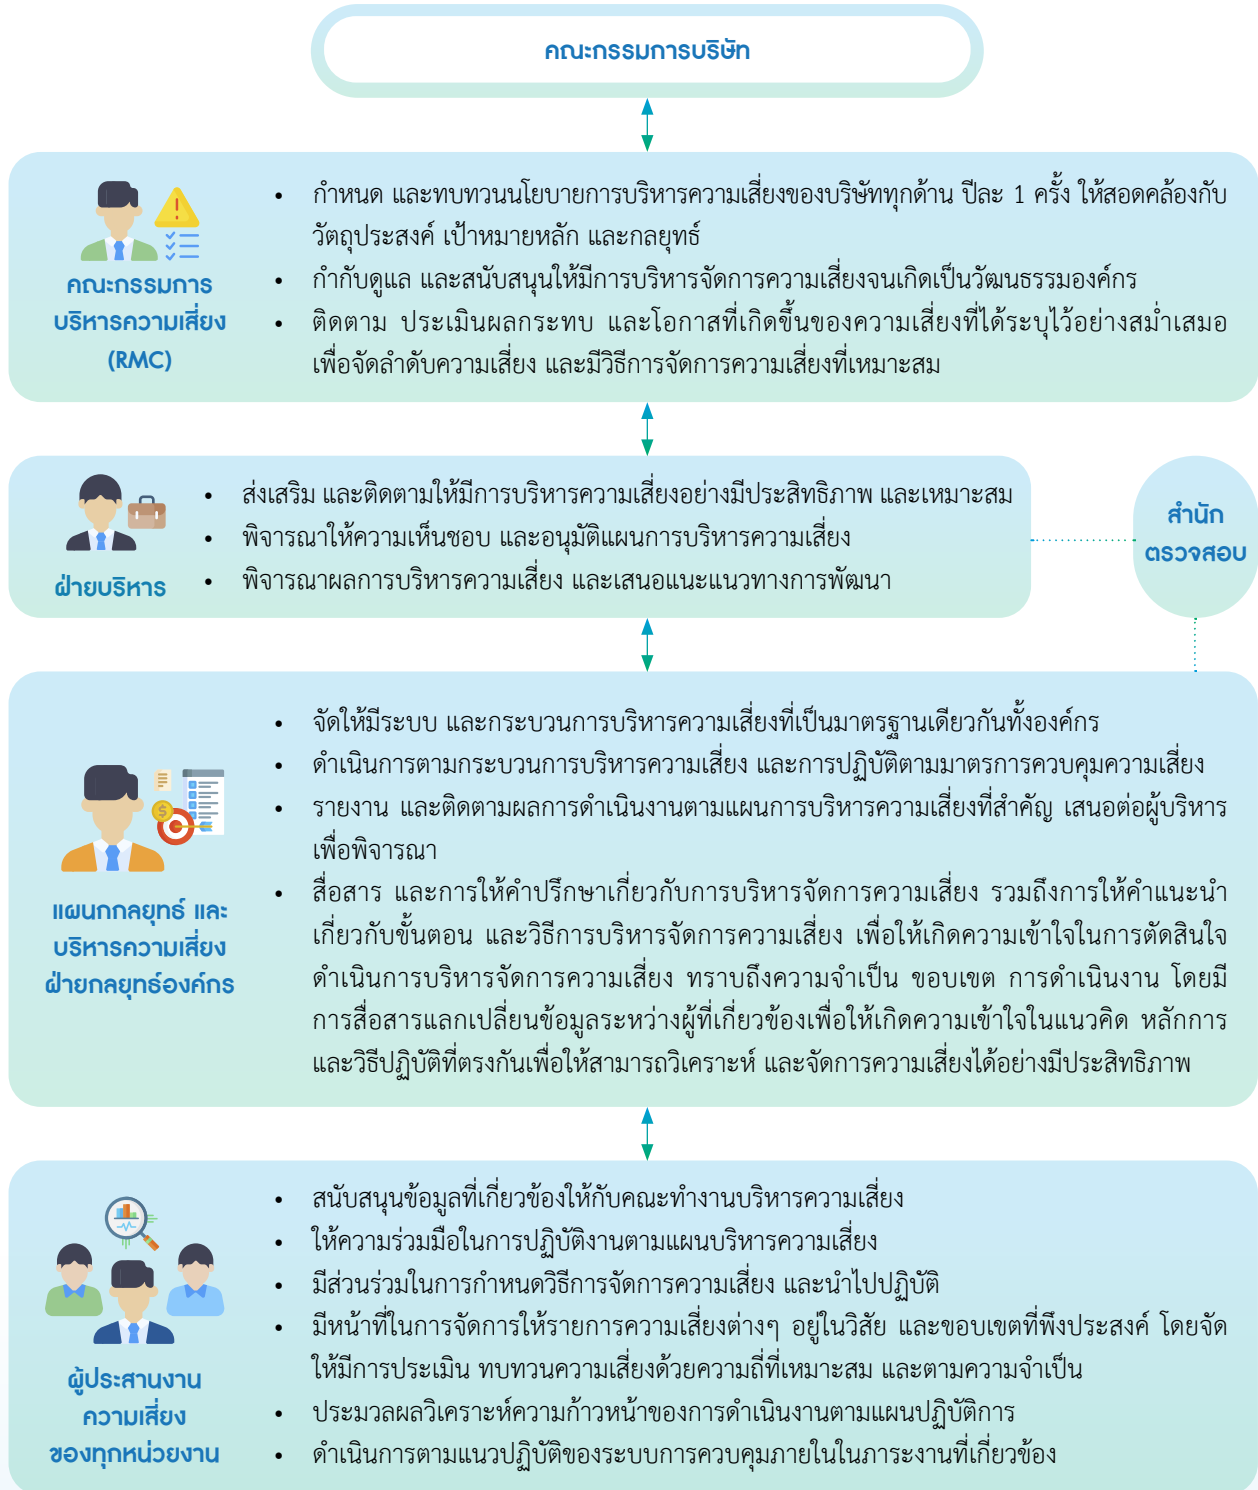 คณะกรรมการบริษัท
คณะกรรมการ
บริหารความเสี่ยง
(RMC)
• กำหนด และทบทวนนโยบายการบริหารความเสี่ยงของบริษัททุกด้าน ปีละ 1 ครั้ง ให้สอดคล้องกับ
วัตถุประสงค์ เป้าหมายหลัก และกลยุทธ์
• กำกับดูแล และสนับสนุนให้มีการบริหารจัดการความเสี่ยงจนเกิดเป็นวัฒนธรรมองค์กร
• ติดตาม ประเมินผลกระทบ และโอกาสที่เกิดขึ้นของความเสี่ยงที่ได้ระบุไว้อย่างสม่ำเสมอ
เพื่อจัดลำดับความเสี่ยง และมีวิธีการจัดการความเสี่ยงที่เหมาะสม
ฝ่ายบริหาร
• ส่งเสริม และติดตามให้มีการบริหารความเสี่ยงอย่างมีประสิทธิภาพ และเหมาะสม
• พิจารณาให้ความเห็นชอบ และอนุมัติแผนการบริหารความเสี่ยง
• พิจารณาผลการบริหารความเสี่ยง และเสนอแนะแนวทางการพัฒนา
สำนัก
ตรวจสอบ
แผนกกลยุทธ์ และ
บริหารความเสี่ยง
ฝ่ายกลยุทธ์องค์กร
• จัดให้มีระบบ และกระบวนการบริหารความเสี่ยงที่เป็นมาตรฐานเดียวกันทั้งองค์กร
• ดำเนินการตามกระบวนการบริหารความเสี่ยง และการปฏิบัติตามมาตรการควบคุมความเสี่ยง
• รายงาน และติดตามผลการดำเนินงานตามแผนการบริหารความเสี่ยงที่สำคัญ เสนอต่อผู้บริหาร
เพื่อพิจารณา
• สื่อสาร และการให้คำปรึกษาเกี่ยวกับการบริหารจัดการความเสี่ยง รวมถึงการให้คำแนะนำ
เกี่ยวกับขั้นตอน และวิธีการบริหารจัดการความเสี่ยง เพื่อให้เกิดความเข้าใจในการตัดสินใจ
ดำเนินการบริหารจัดการความเสี่ยง ทราบถึงความจำเป็น ขอบเขต การดำเนินงาน โดยมี
การสื่อสารแลกเปลี่ยนข้อมูลระหว่างผู้ที่เกี่ยวข้องเพื่อให้เกิดความเข้าใจในแนวคิด หลักการ
และวิธีปฏิบัติที่ตรงกันเพื่อให้สามารถวิเคราะห์ และจัดการความเสี่ยงได้อย่างมีประสิทธิภาพ
ผู้ประสานงาน
ความเสี่ยง
ของทุกหน่วยงาน
• สนับสนุนข้อมูลที่เกี่ยวข้องให้กับคณะทำงานบริหารความเสี่ยง
• ให้ความร่วมมือในการปฏิบัติงานตามแผนบริหารความเสี่ยง
• มีส่วนร่วมในการกำหนดวิธีการจัดการความเสี่ยง และนำไปปฏิบัติ
• มีหน้าที่ในการจัดการให้รายการความเสี่ยงต่างๆ อยู่ในวิสัย และขอบเขตที่พึงประสงค์ โดยจัด
ให้มีการประเมิน ทบทวนความเสี่ยงด้วยความถี่ที่เหมาะสม และตามความจำเป็น
• ประมวลผลวิเคราะห์ความก้าวหน้าของการดำเนินงานตามแผนปฏิบัติการ
• ดำเนินการตามแนวปฏิบัติของระบบการควบคุมภายในในภาระงานที่เกี่ยวข้อง